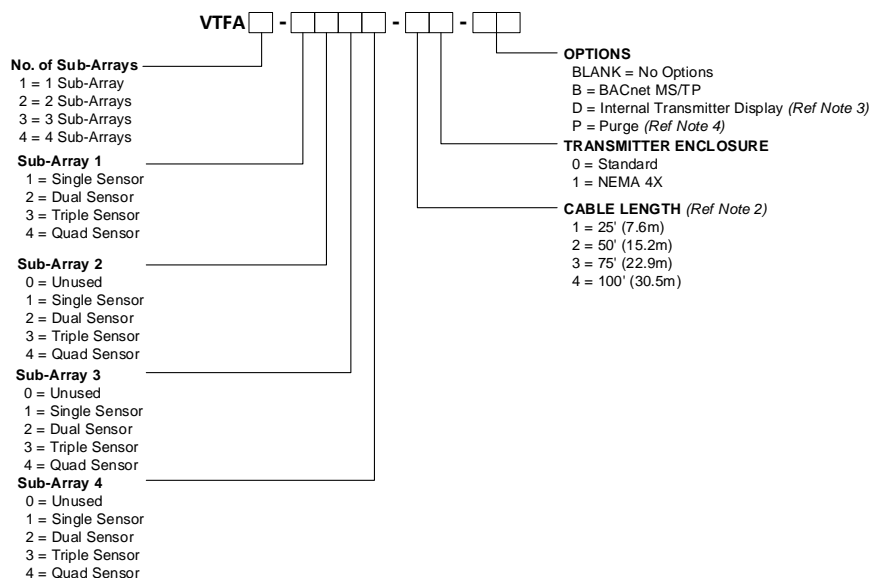 VTFA - - -
No. of Sub-Arrays
1 = 1 Sub-Array
2 = 2 Sub-Arrays
3 = 3 Sub-Arrays
4 = 4 Sub-Arrays
Sub-Array 1
1 = Single Sensor
2 = Dual Sensor
3 = Triple Sensor
4 = Quad Sensor
Sub-Array 2
0 = Unused
1 = Single Sensor
2 = Dual Sensor
3 = Triple Sensor
4 = Quad Sensor
Sub-Array 3
0 = Unused
1 = Single Sensor
2 = Dual Sensor
3 = Triple Sensor
4 = Quad Sensor
Sub-Array 4
0 = Unused
1 = Single Sensor
2 = Dual Sensor
3 = Triple Sensor
4 = Quad Sensor
OPTIONS
BLANK = No Options
B = BACnet MS/TP
D = Internal Transmitter Display (Ref Note 3)
P = Purge (Ref Note 4)
TRANSMITTER ENCLOSURE
0 = Standard
1 = NEMA 4X
CABLE LENGTH (Ref Note 2)
1 = 25' (7.6m)
2 = 50' (15.2m)
3 = 75' (22.9m)
4 = 100' (30.5m)